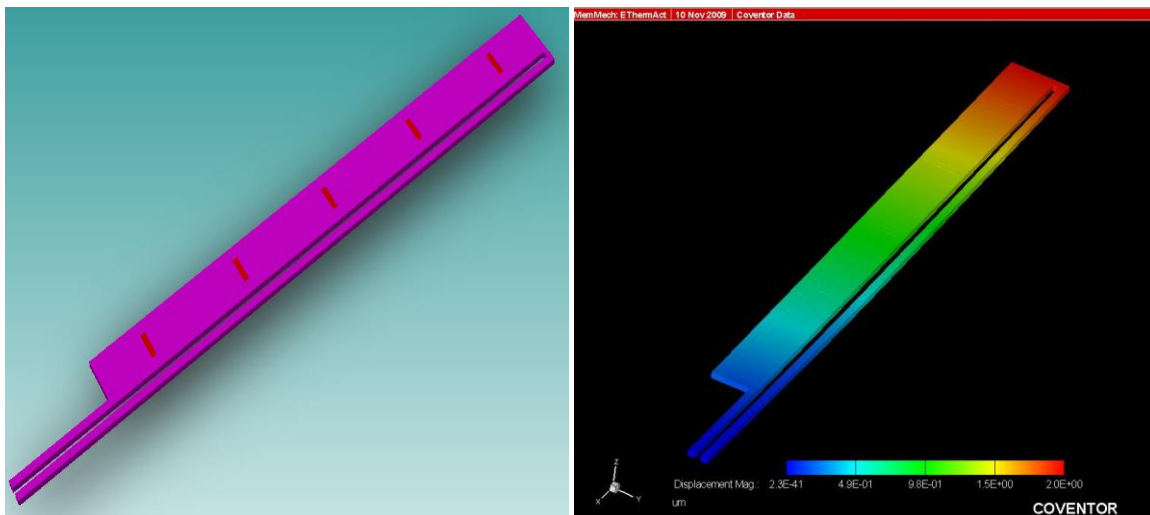 MemMech: EThermAct 10 Nov 2009 Coventor Data
Z
X
Y
Displacement Mag.: 2.3E-41 4.9E-01 9.8E-01 1.5E+00 2.0E+00
um
COVENTOR